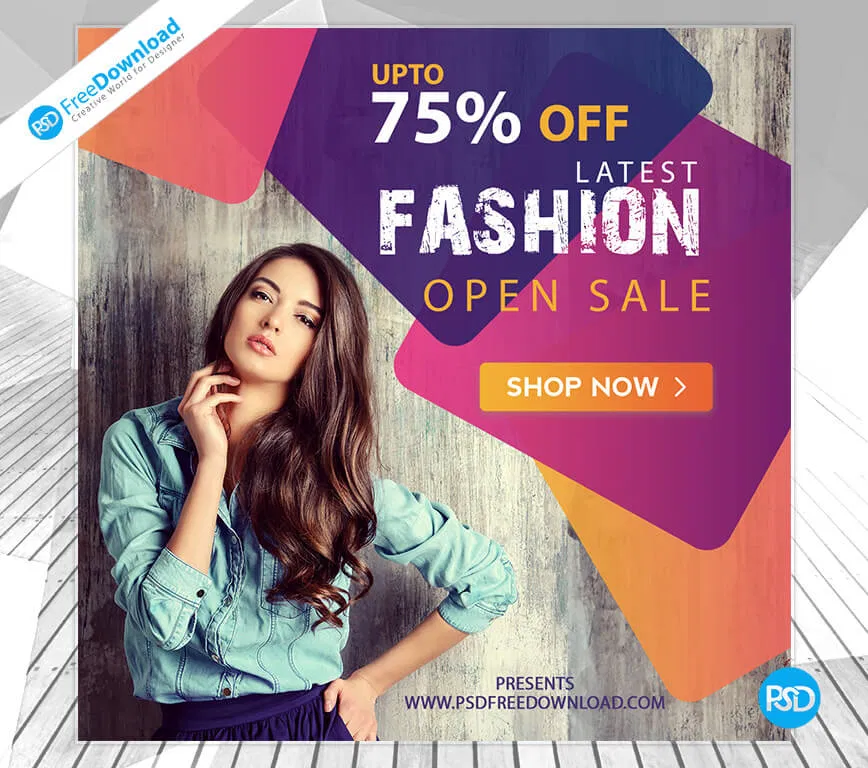 PSD FreeDownload
Creative World for Designer
UPTO
75% OFF
LATEST
FASHION
OPEN SALE
SHOP NOW >
PRESENTS
WWW.PSDFREEDOWNLOAD.COM
PSD